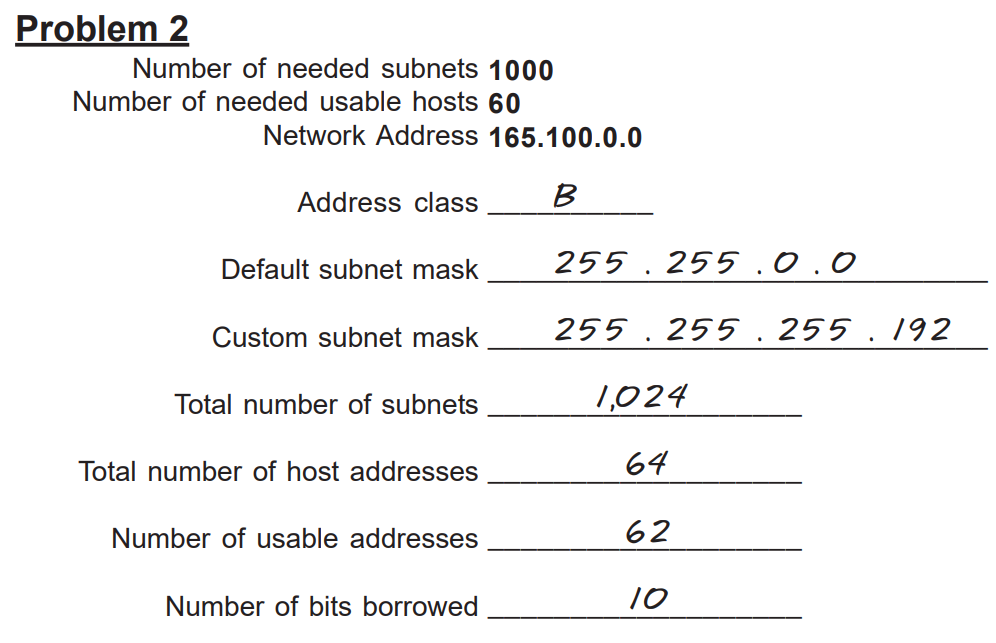 Problem 2
Number of needed subnets 1000
Number of needed usable hosts 60
Network Address 165.100.0.0
Address class B
Default subnet mask 255 . 255 . 0 . 0
Custom subnet mask 255 . 255 . 255 . 192
Total number of subnets 1,024
Total number of host addresses 64
Number of usable addresses 62
Number of bits borrowed 10